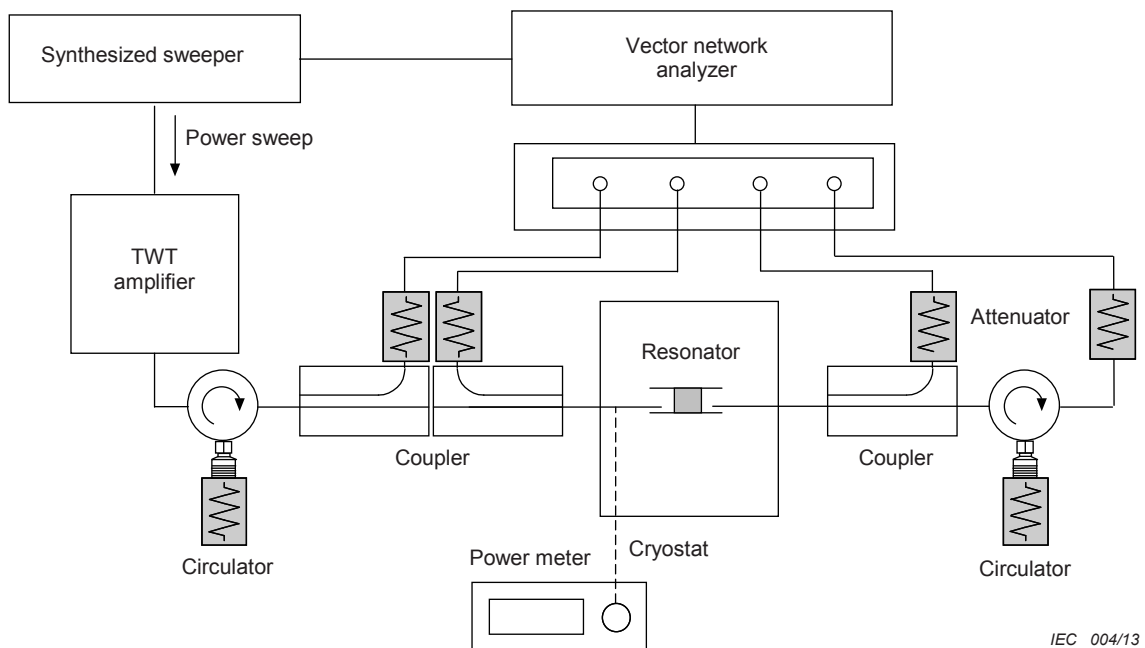 Synthesized sweeper
Vector network
analyzer
Power sweep
TWT
amplifier
Resonator
Attenuator
Coupler
Coupler
Circulator
Power meter
Cryostat
Circulator
IEC 004/13